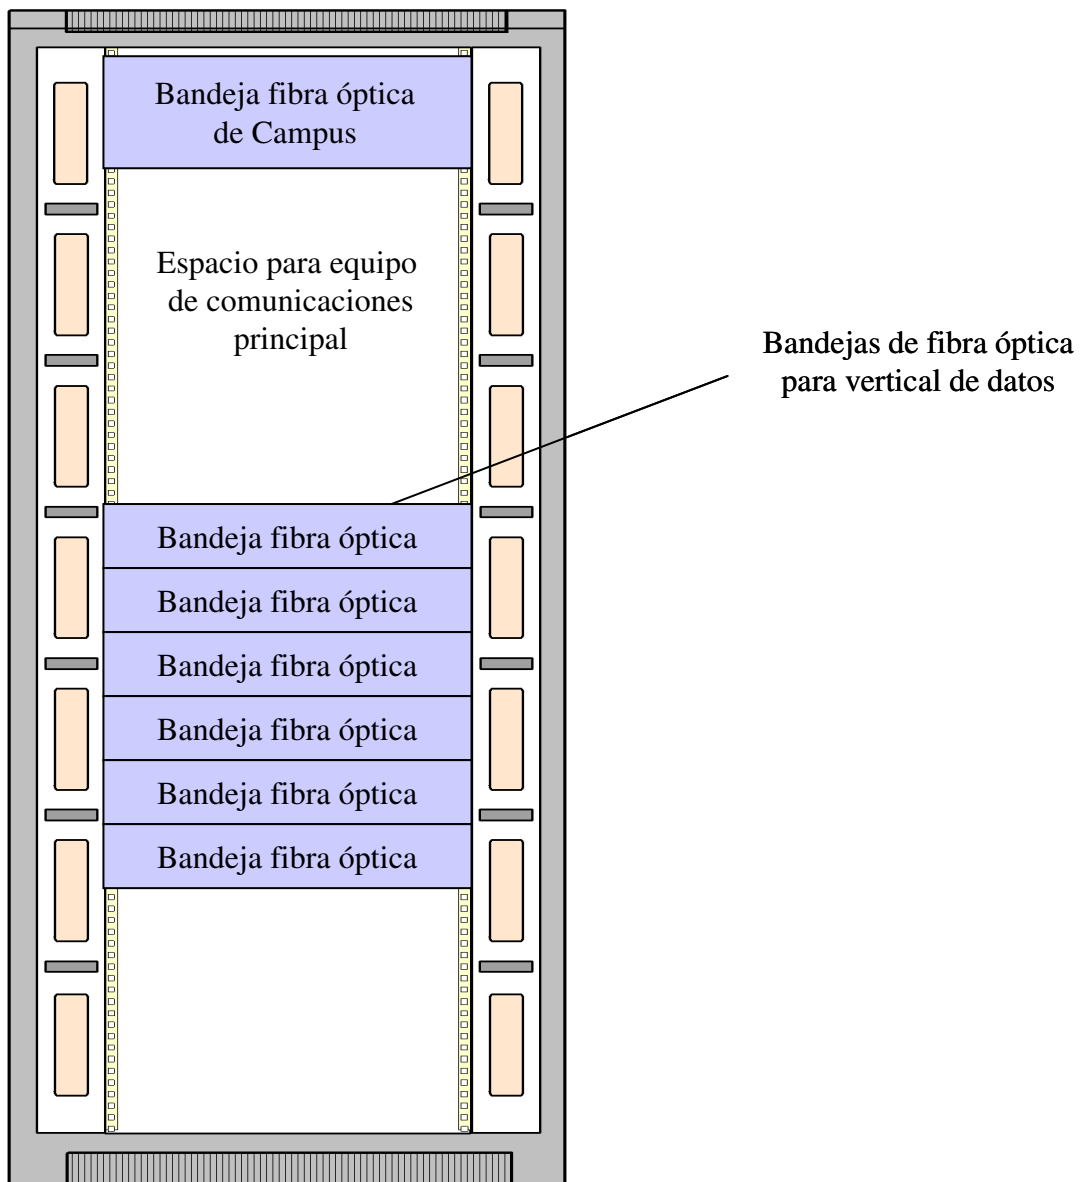 Bandeja fibra óptica
de Campus
Espacio para equipo
de comunicaciones
principal
Bandejas de fibra óptica
para vertical de datos
Bandeja fibra óptica
Bandeja fibra óptica
Bandeja fibra óptica
Bandeja fibra óptica
Bandeja fibra óptica
Bandeja fibra óptica